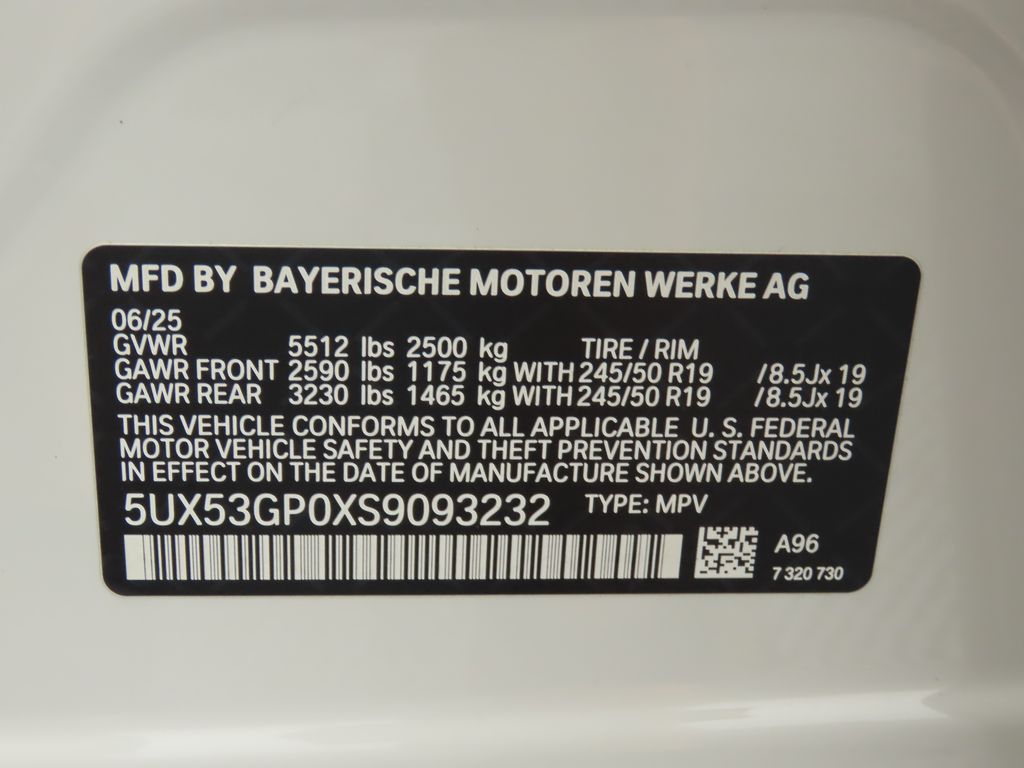 MFD BY BAYERISCHE MOTOREN WERKE AG
06/25
GVWR 5512 lbs 2500 kg TIRE / RIM
GAWR FRONT 2590 lbs 1175 kg WITH 245/50 R19 /8.5Jx 19
GAWR REAR 3230 lbs 1465 kg WITH 245/50 R19 /8.5Jx 19
THIS VEHICLE CONFORMS TO ALL APPLICABLE U. S. FEDERAL
MOTOR VEHICLE SAFETY AND THEFT PREVENTION STANDARDS
IN EFFECT ON THE DATE OF MANUFACTURE SHOWN ABOVE.
5UX53GP0XS9093232 TYPE: MPV
A96
7 320 730